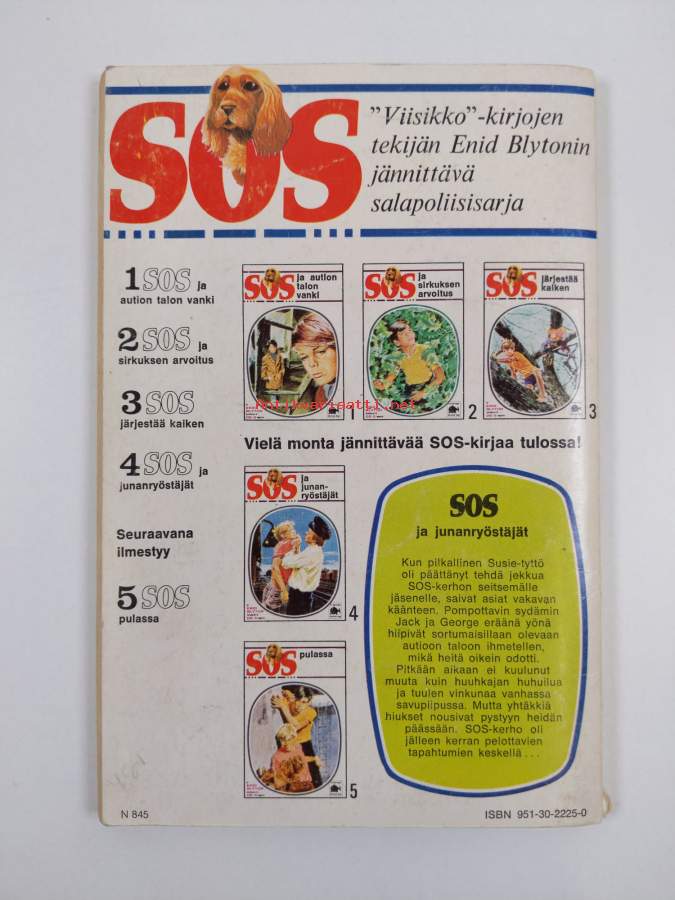 SOS
"Viisikko"-kirjojen
tekijän Enid Blytonin
jännittävä
salapoliisisarja
1 SOS ja
aution talon vanki
2 SOS ja
sirkuksen arvoitus
3 SOS
järjestää kaiken
4 SOS ja
junanryöstäjät
Seuraavana
ilmestyy
5 SOS
pulassa
SOS ja aution
talon
vanki
1
SOS ja
sirkuksen
arvoitus
2
SOS järjestää
kaiken
3
antikvariaatti.net
Vielä monta jännittävää SOS-kirjaa tulossa!
SOS ja
junan-
ryöstäjät
4
SOS pulassa
5
SOS
ja junanryöstäjät
Kun pilkallinen Susie-tyttö
oli päättänyt tehdä jekkua
SOS-kerhon seitsemälle
jäsenelle, saivat asiat vakavan
käänteen. Pompottavin sydämin
Jack ja George eräänä yönä
hiipivät sortumaisillaan olevaan
autioon taloon ihmetellen,
mikä heitä oikein odotti.
Pitkään aikaan ei kuulunut
muuta kuin huuhkajan huhuilua
ja tuulen vinkunaa vanhassa
savupiipussa. Mutta yhtäkkiä
hiukset nousivat pystyyn heidän
päässään. SOS-kerho oli
jälleen kerran pelottavien
tapahtumien keskellä...
N 845
ISBN 951-30-2225-0